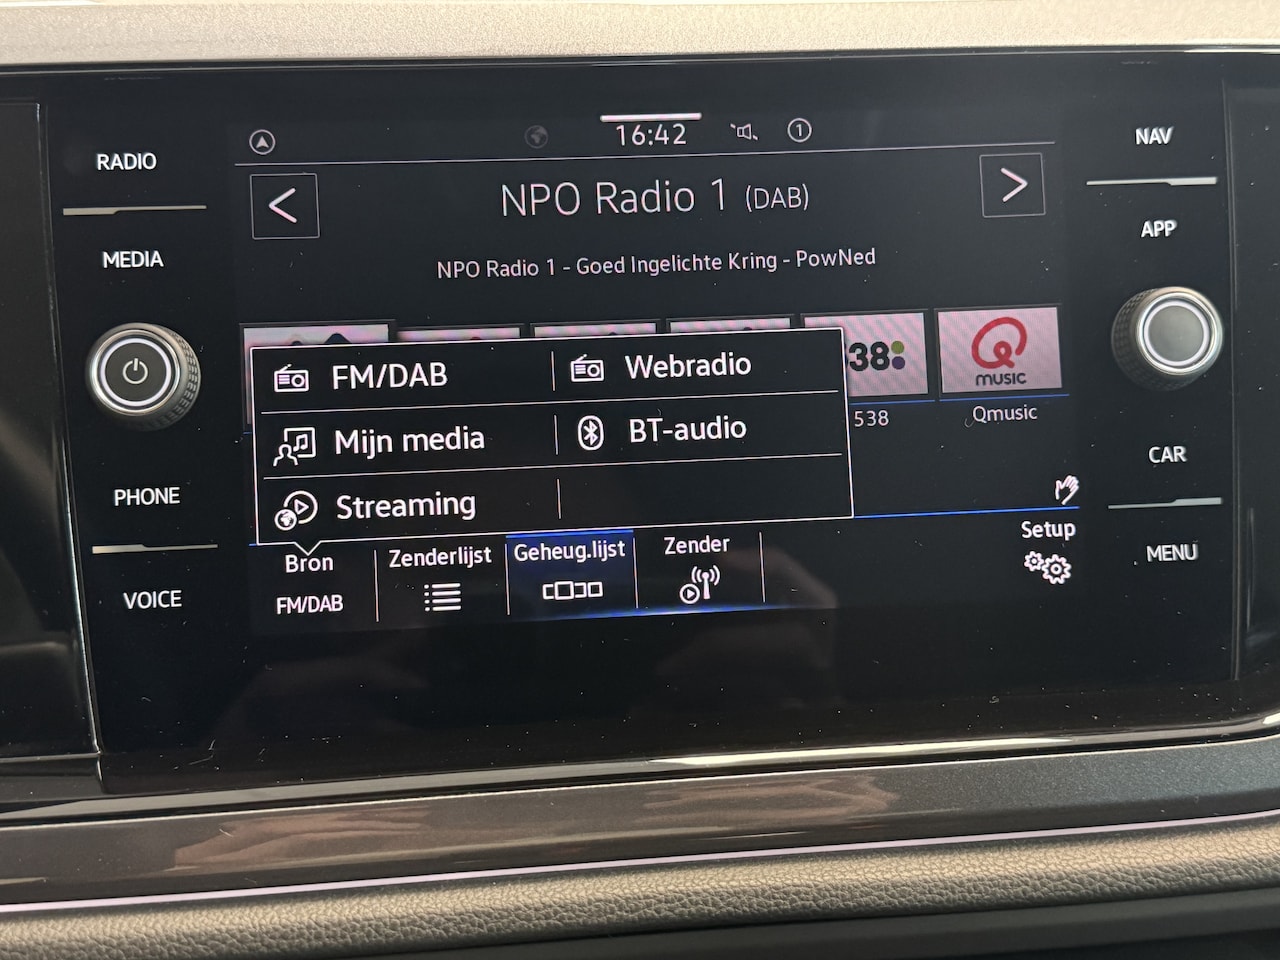 RADIO
MEDIA
PHONE
VOICE
16:42
1
NPO Radio 1 (DAB)
NPO Radio 1 - Goed Ingelichte Kring - PowNed
FM/DAB
Webradio
Mijn media
BT-audio
Streaming
38
538
MUSIC
Qmusic
Bron
FM/DAB
Zenderlijst
Geheug.lijst
Zender
Setup
NAV
APP
CAR
MENU